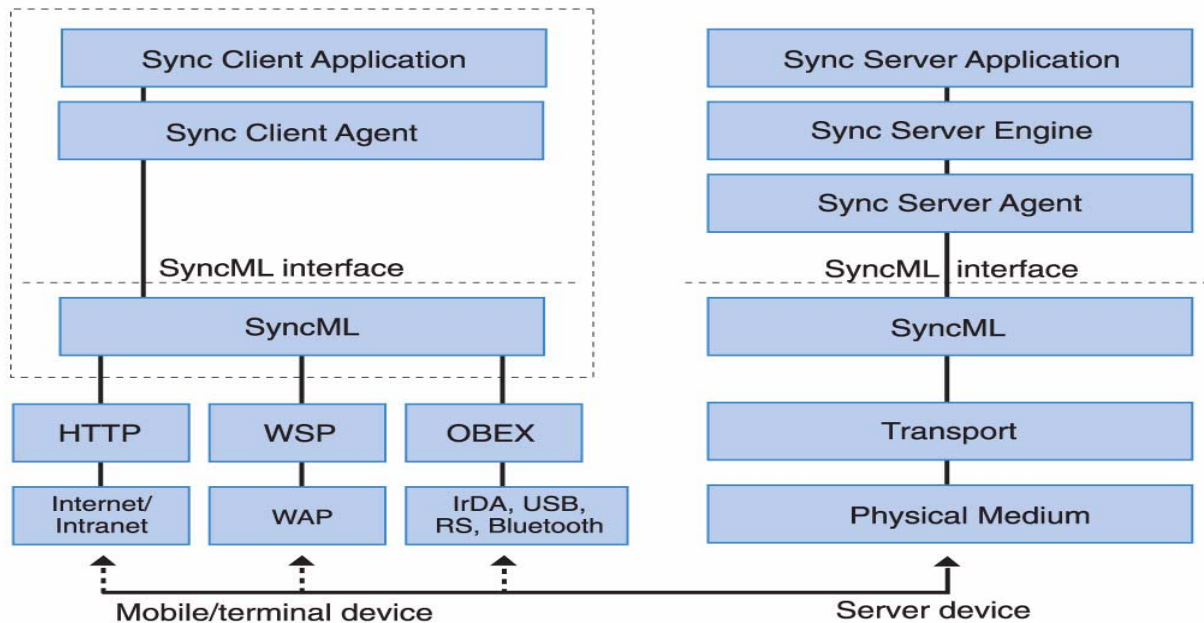 Sync Client Application
Sync Client Agent
SyncML interface
SyncML
HTTP
WSP
OBEX
Internet/
Intranet
WAP
IrDA, USB,
RS, Bluetooth
Mobile/terminal device
Sync Server Application
Sync Server Engine
Sync Server Agent
SyncML interface
SyncML
Transport
Physical Medium
Server device